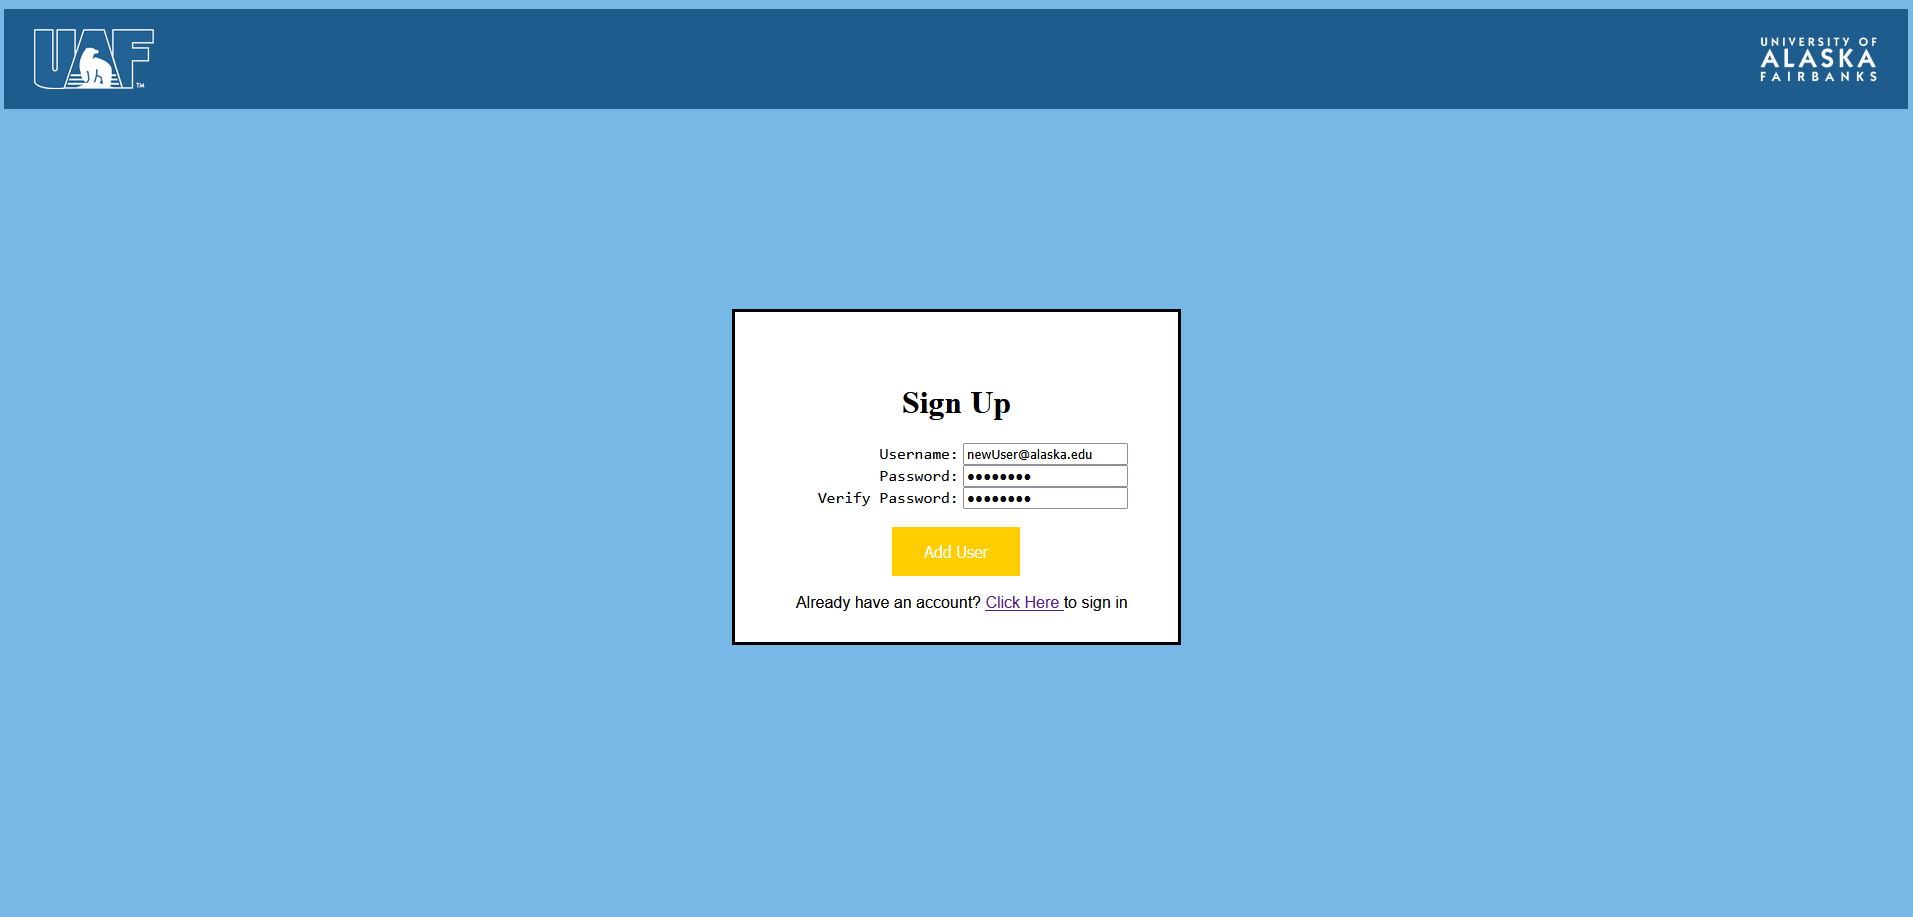 UAF
TM
UNIVERSITY OF
ALASKA
FAIRBANKS
Sign Up
Username: newUser@alaska.edu
Password: ●●●●●●●●
Verify Password: ●●●●●●●●
Add User
Already have an account? Click Here to sign in